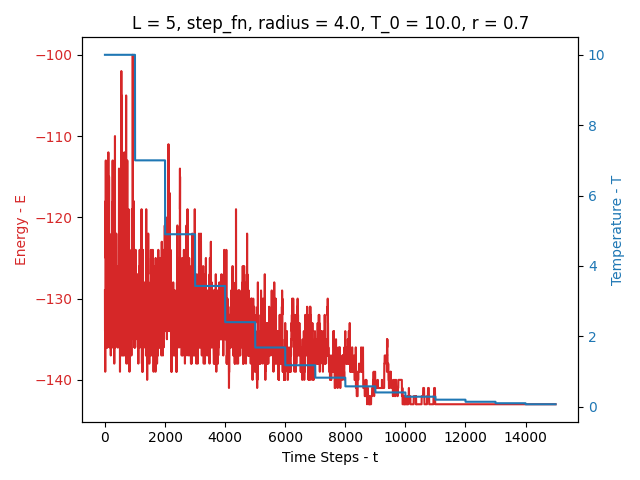 L = 5, step_fn, radius = 4.0, T_0 = 10.0, r = 0.7
Energy - E
−100
−110
−120
−130
−140
10
8
6
4
2
0
Temperature - T
0 2000 4000 6000 8000 10000 12000 14000
Time Steps - t